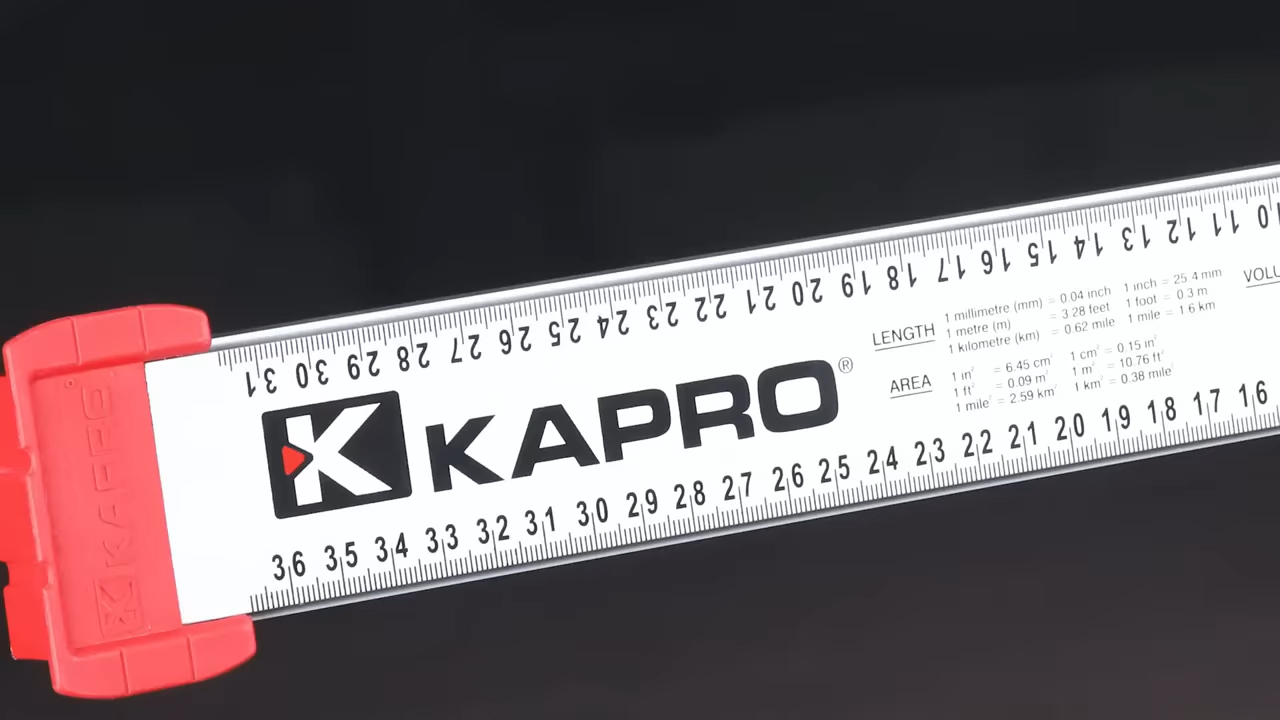 31 30 29 28 27 26 25 24 23 22 21 20 19 18 17 16 15 14 13 12 11 10
KAPRO
KAPRO®
LENGTH
1 millimetre (mm) = 0.04 inch 1 inch = 25.4 mm
1 metre (m) = 3.28 feet 1 foot = 0.3 m
1 kilometre (km) = 0.62 mile 1 mile = 1.6 km
VOLU
AREA
1 in² = 6.45 cm² 1 cm² = 0.15 in²
1 ft² = 0.09 m² 1 m² = 10.76 ft²
1 mile² = 2.59 km² 1 km² = 0.38 mile²
36 35 34 33 32 31 30 29 28 27 26 25 24 23 22 21 20 19 18 17 16